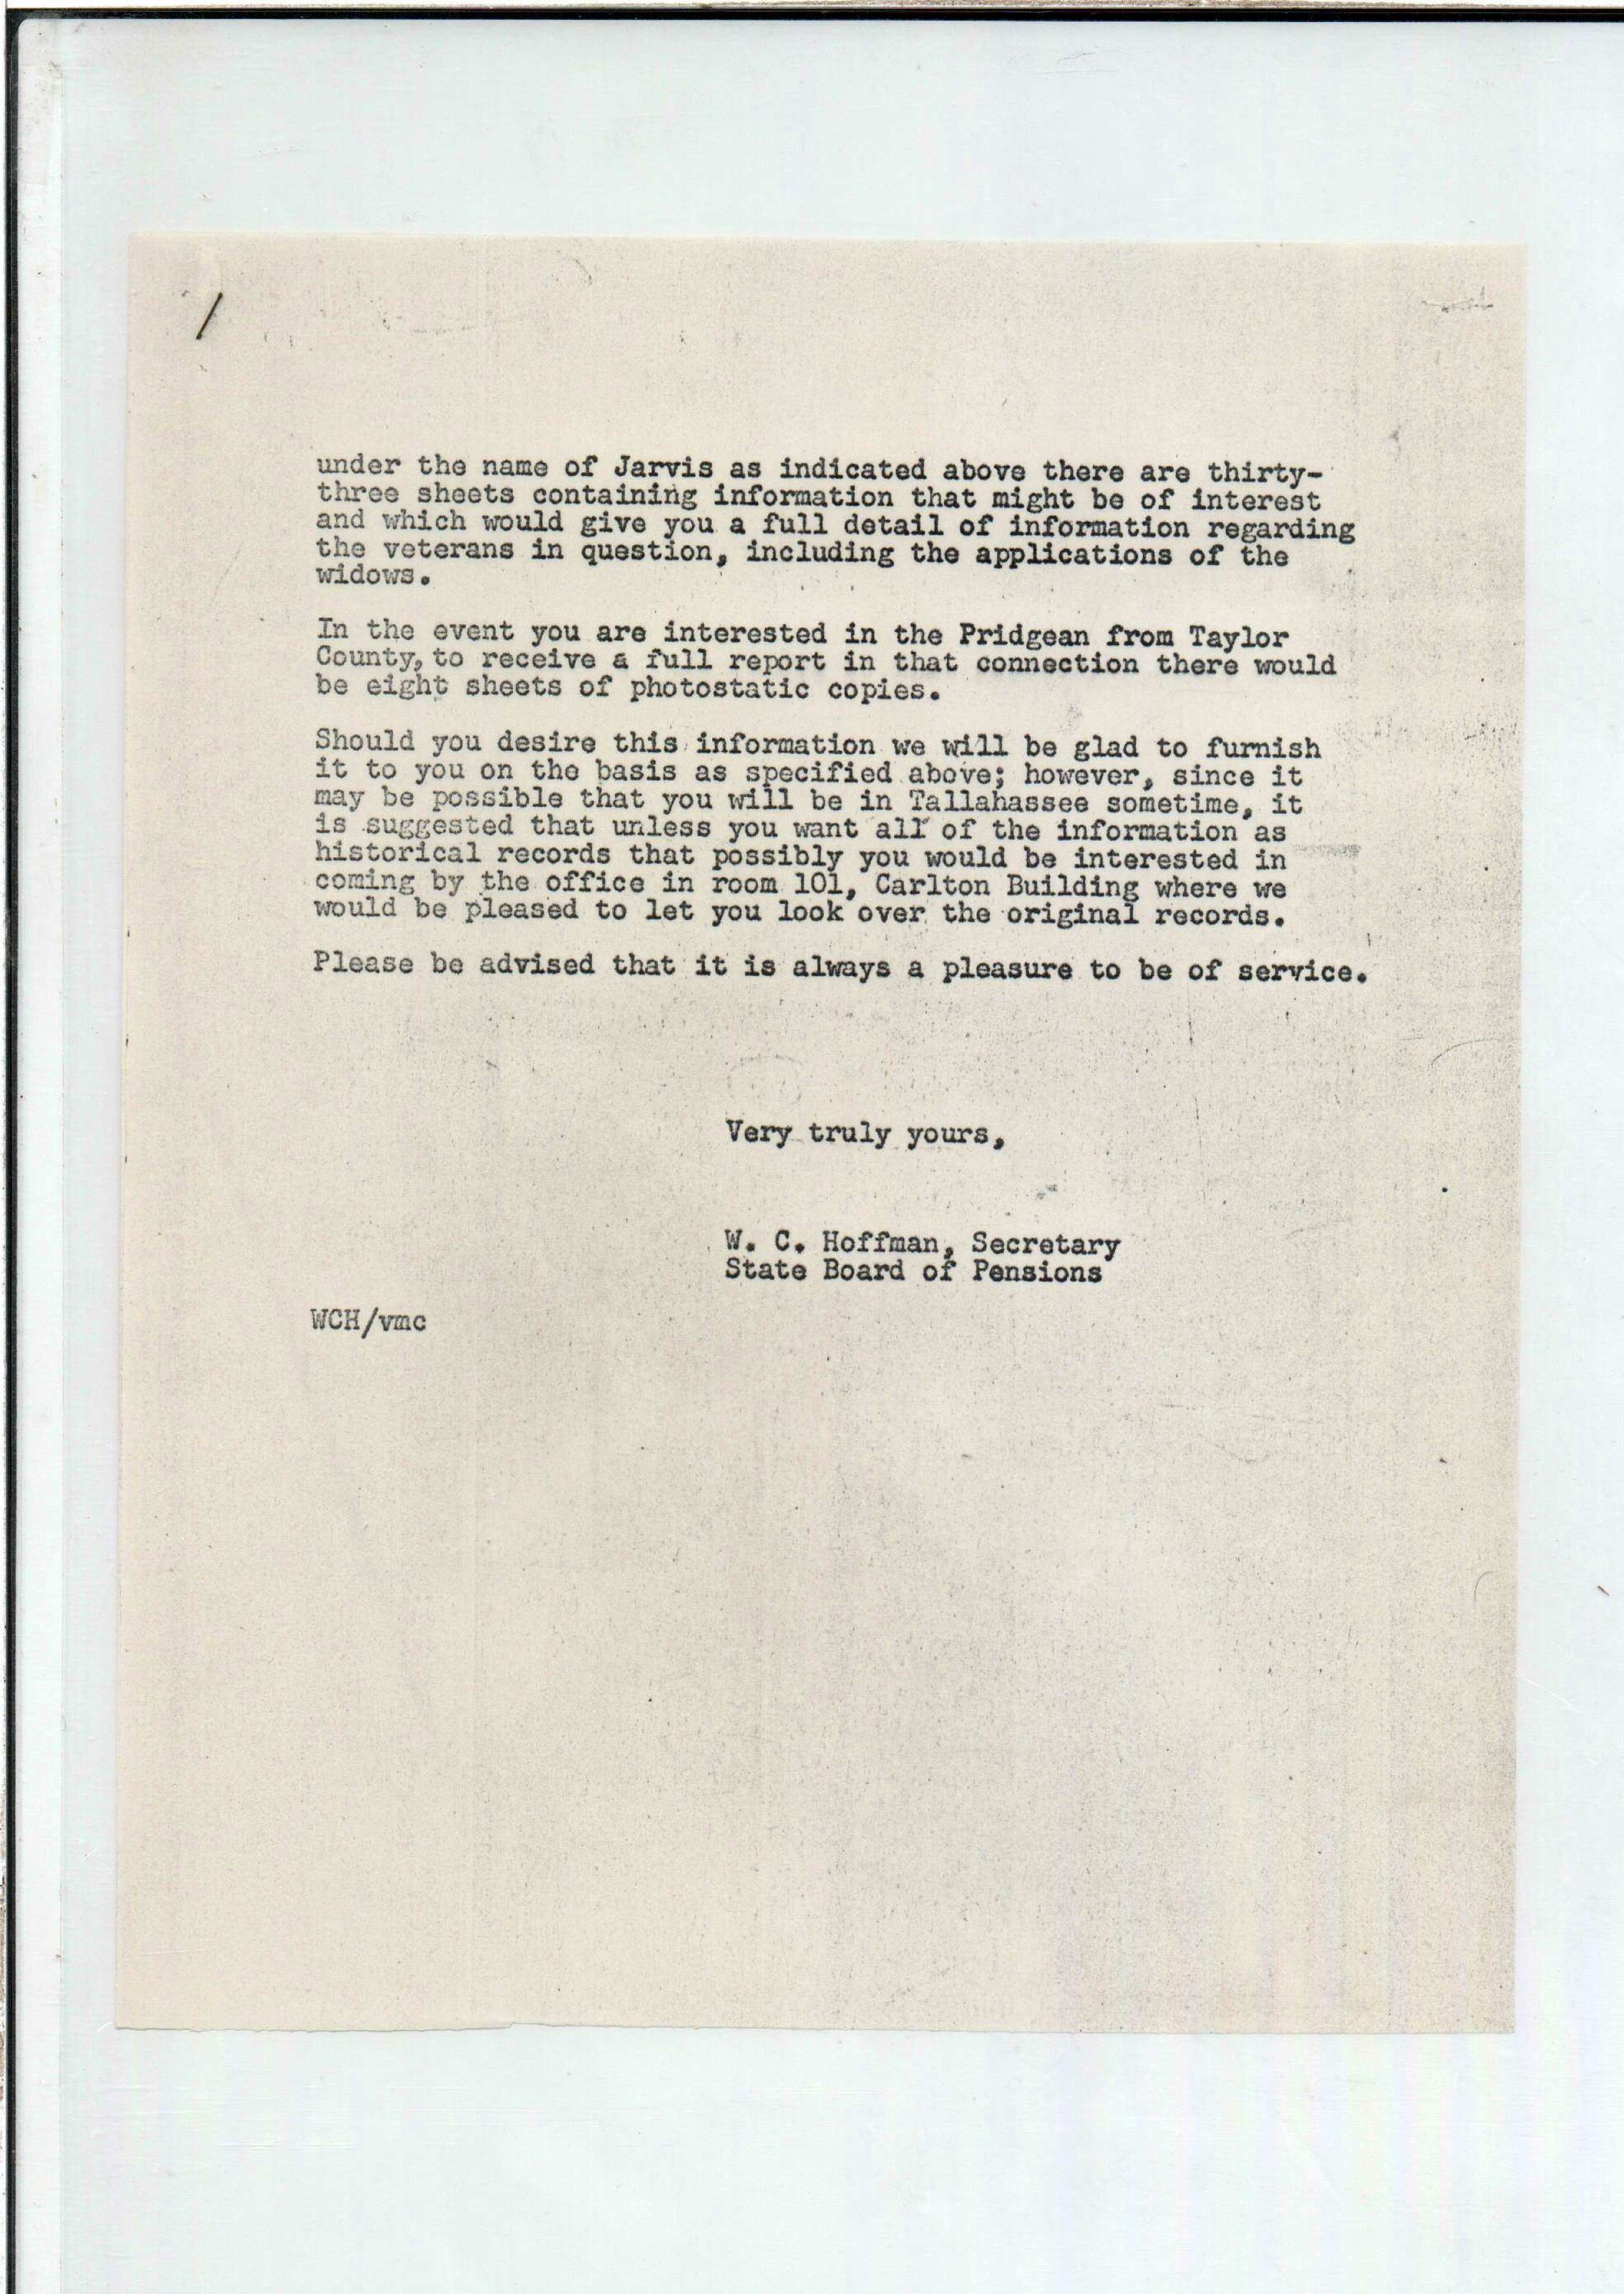 under the name of Jarvis as indicated above there are thirty-
three sheets containing information that might be of interest
and which would give you a full detail of information regarding
the veterans in question, including the applications of the
widows.
In the event you are interested in the Pridgean from Taylor
County, to receive a full report in that connection there would
be eight sheets of photostatic copies.
Should you desire this information we will be glad to furnish
it to you on the basis as specified above; however, since it
may be possible that you will be in Tallahassee sometime, it
is suggested that unless you want all of the information as
historical records that possibly you would be interested in
coming by the office in room 101, Carlton Building where we
would be pleased to let you look over the original records.
Please be advised that it is always a pleasure to be of service.
Very truly yours,
W. C. Hoffman, Secretary
State Board of Pensions
WCH/vmc